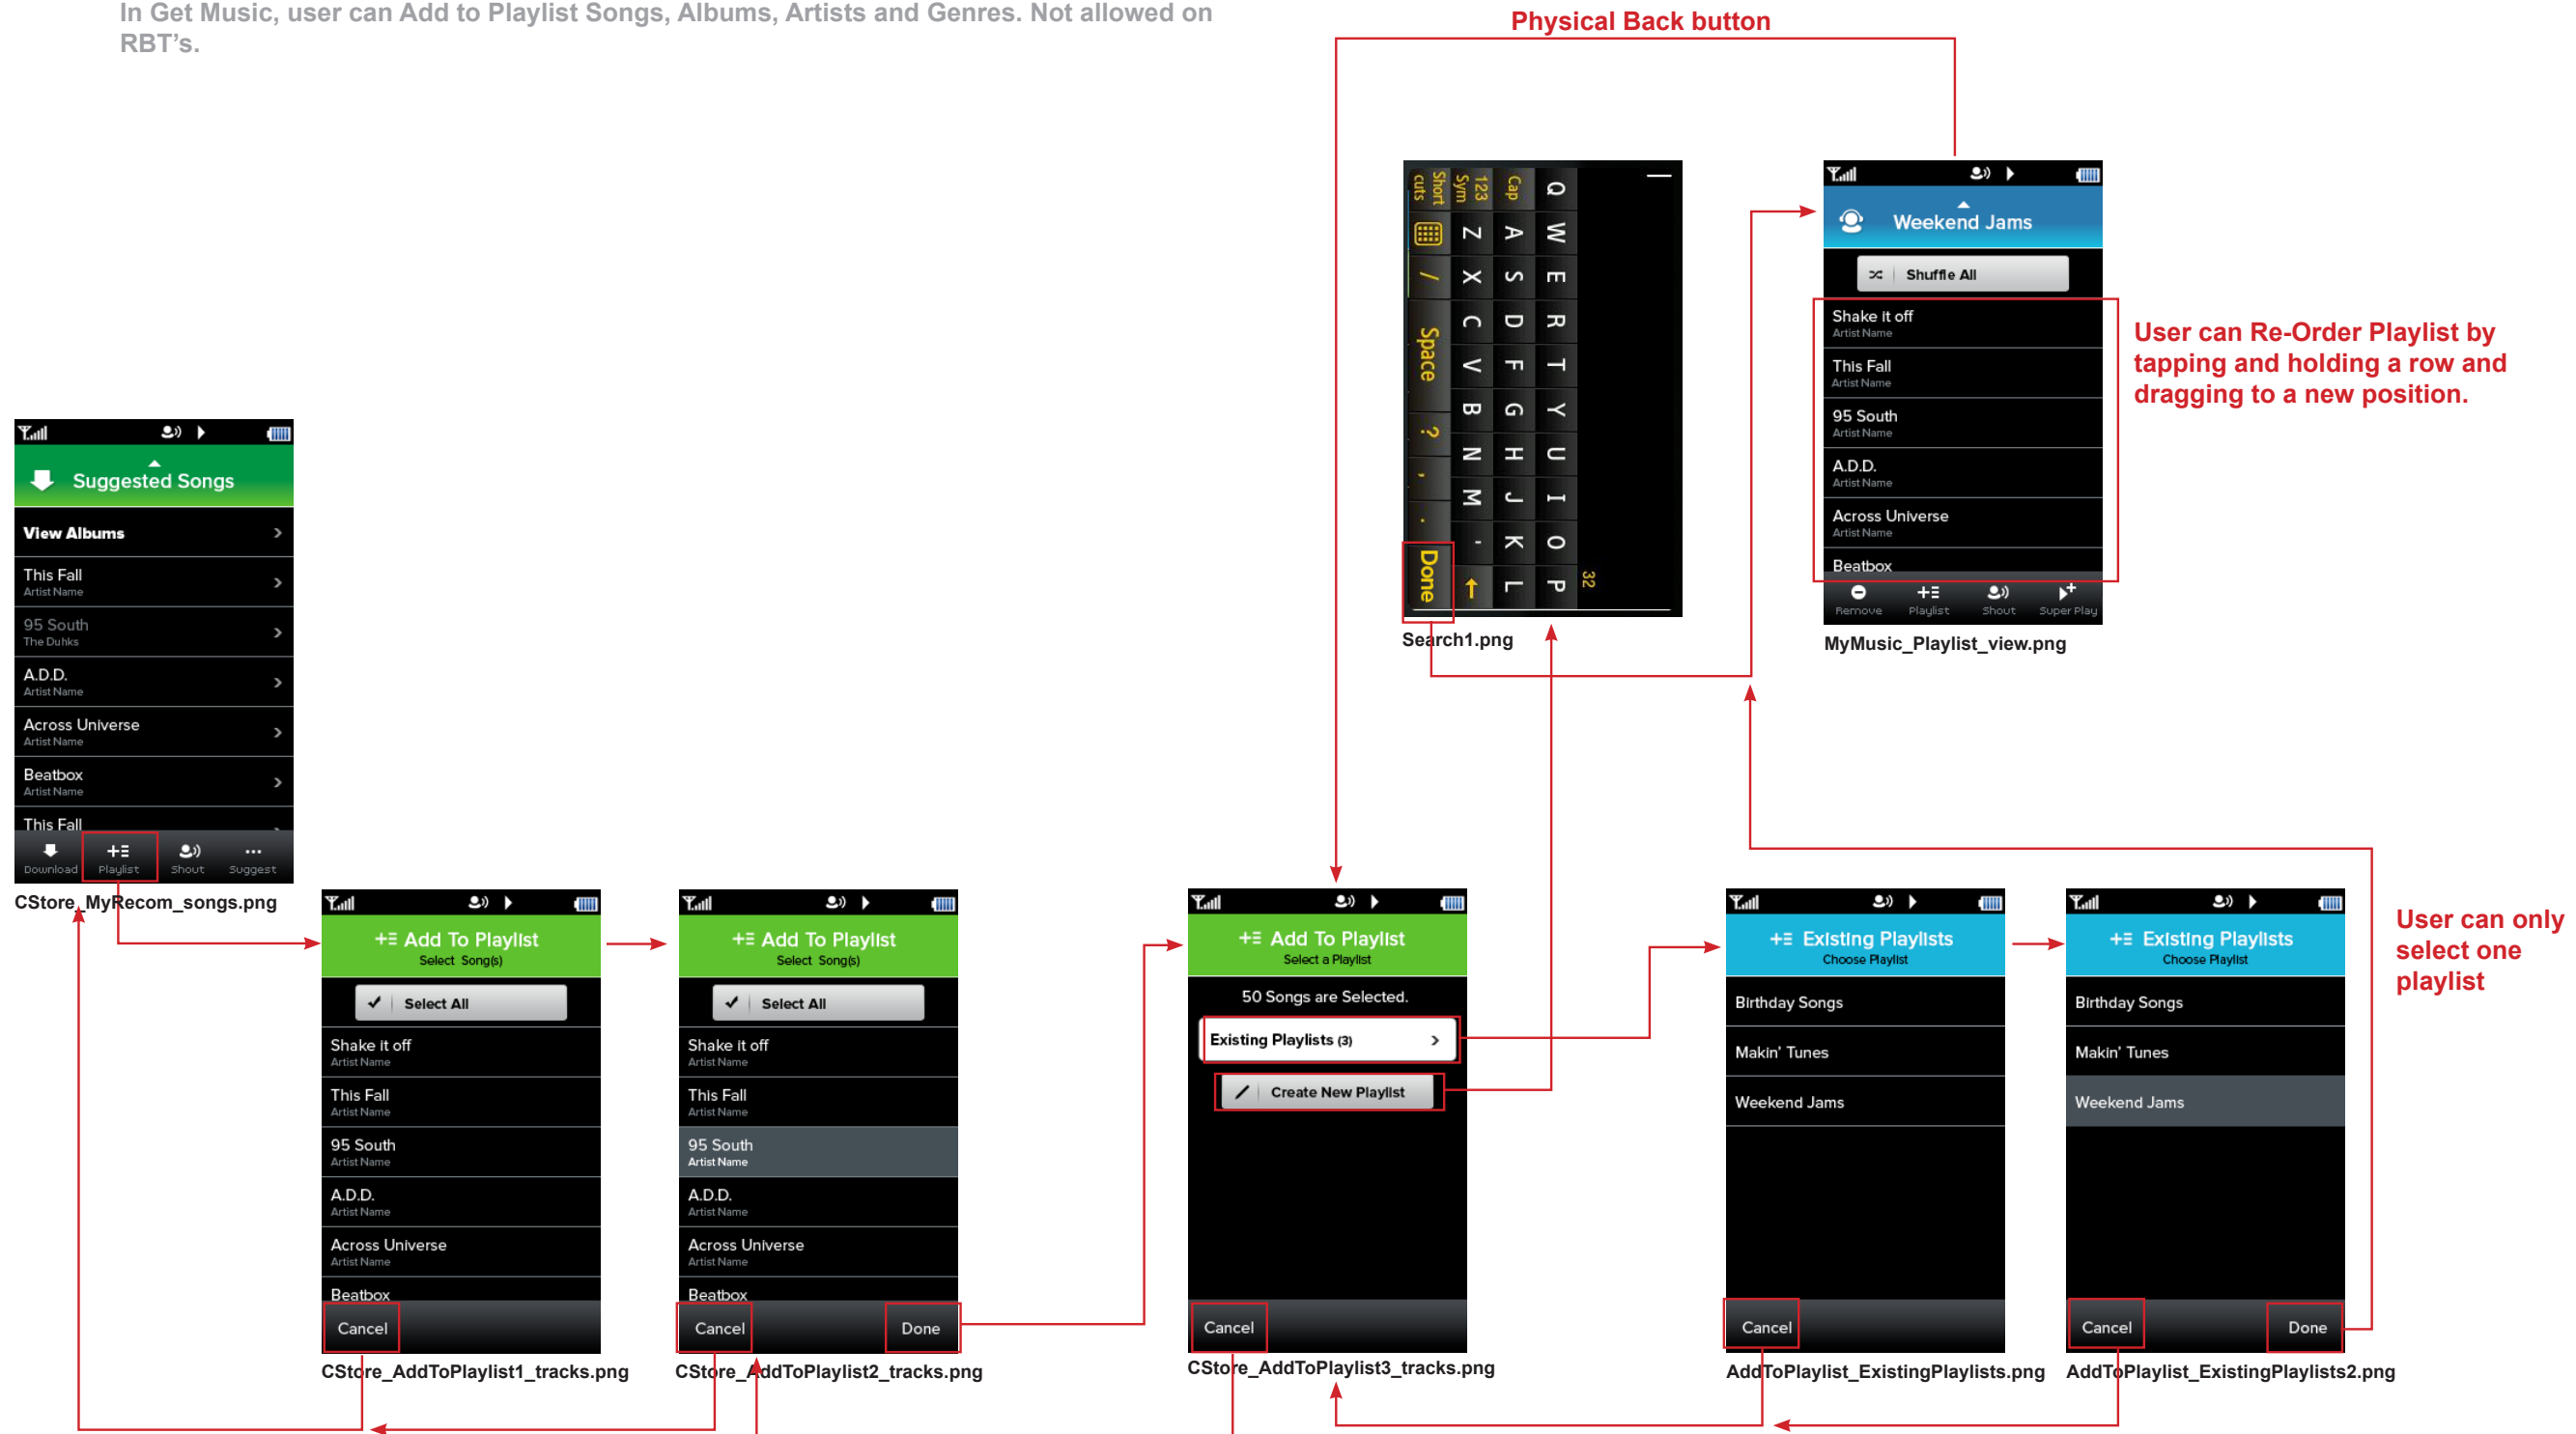 In Get Music, user can Add to Playlist Songs, Albums, Artists and Genres. Not allowed on
RBT's.
Physical Back button
Q W E R T Y U I O P
Cap A S D F G H J K L
123
Sym
Z X C V B N M -
Short
cuts
/ Space ? , . Done
32
Search1.png
Weekend Jams
Shuffle All
Shake it off
Artist Name
This Fall
Artist Name
95 South
Artist Name
A.D.D.
Artist Name
Across Universe
Artist Name
Beatbox
Remove Playlist Shout Super Play
MyMusic_Playlist_view.png
User can Re-Order Playlist by
tapping and holding a row and
dragging to a new position.
Suggested Songs
View Albums
This Fall
Artist Name
95 South
The Duhks
A.D.D.
Artist Name
Across Universe
Artist Name
Beatbox
Artist Name
This Fall
Download Playlist Shout Suggest
CStore_MyRecom_songs.png
Add To Playlist
Select Song(s)
Select All
Shake it off
Artist Name
This Fall
Artist Name
95 South
Artist Name
A.D.D.
Artist Name
Across Universe
Artist Name
Beatbox
Cancel
CStore_AddToPlaylist1_tracks.png
Add To Playlist
Select Song(s)
Select All
Shake it off
Artist Name
This Fall
Artist Name
95 South
Artist Name
A.D.D.
Artist Name
Across Universe
Artist Name
Beatbox
Cancel Done
CStore_AddToPlaylist2_tracks.png
Add To Playlist
Select a Playlist
50 Songs are Selected.
Existing Playlists (3)
Create New Playlist
Cancel
CStore_AddToPlaylist3_tracks.png
Existing Playlists
Choose Playlist
Birthday Songs
Makin' Tunes
Weekend Jams
Cancel
AddToPlaylist_ExistingPlaylists.png
Existing Playlists
Choose Playlist
Birthday Songs
Makin' Tunes
Weekend Jams
Cancel Done
AddToPlaylist_ExistingPlaylists2.png
User can only
select one
playlist